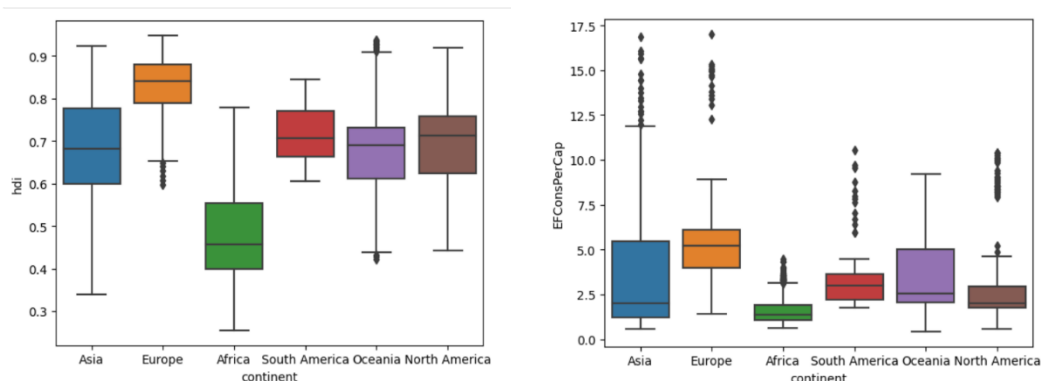 0.9
0.8
0.7
0.6
0.5
0.4
0.3
hdi
Asia Europe Africa South America Oceania North America
continent
17.5
15.0
12.5
10.0
7.5
5.0
2.5
0.0
EFConsPerCap
Asia Europe Africa South America Oceania North America
continent